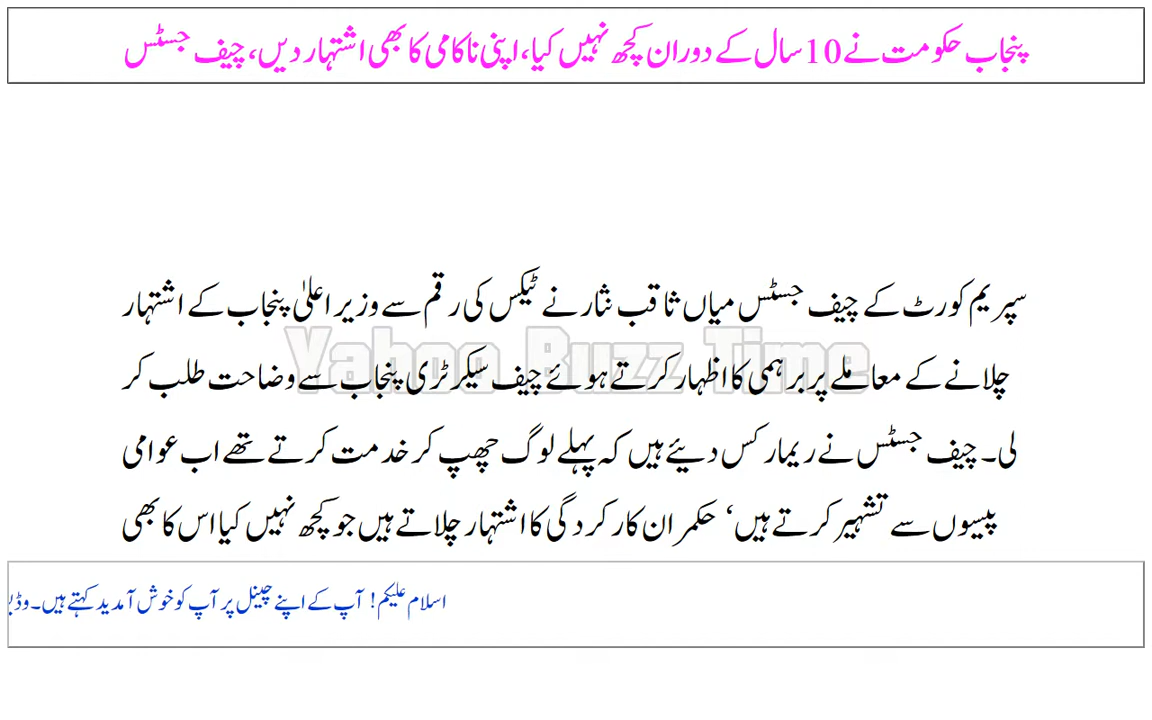 پنجاب حکومت نے 10 سال کے دوران کچھ نہیں کیا، اپنی ناکامی کا بھی اشتہار دیں، چیف جسٹس
سپریم کورٹ کے چیف جسٹس میاں ثاقب نثار نے ٹیکس کی رقم سے وزیر اعلیٰ پنجاب کے اشتہار
Yahoo Buzz Time
چلانے کے معاملے پر برہمی کا اظہار کرتے ہوئے چیف سیکرٹری پنجاب سے وضاحت طلب کر
لی۔ چیف جسٹس نے ریمارکس دیئے ہیں کہ پہلے لوگ چھپ کر خدمت کرتے تھے اب عوامی
پیسوں سے تشہیر کرتے ہیں‘ حکمران کارکردگی کا اشتہار چلاتے ہیں جو کچھ نہیں کیا اس کا بھی
اسلام علیکم! آپ کے اپنے چینل پر آپ کو خوش آمدید کہتے ہیں۔